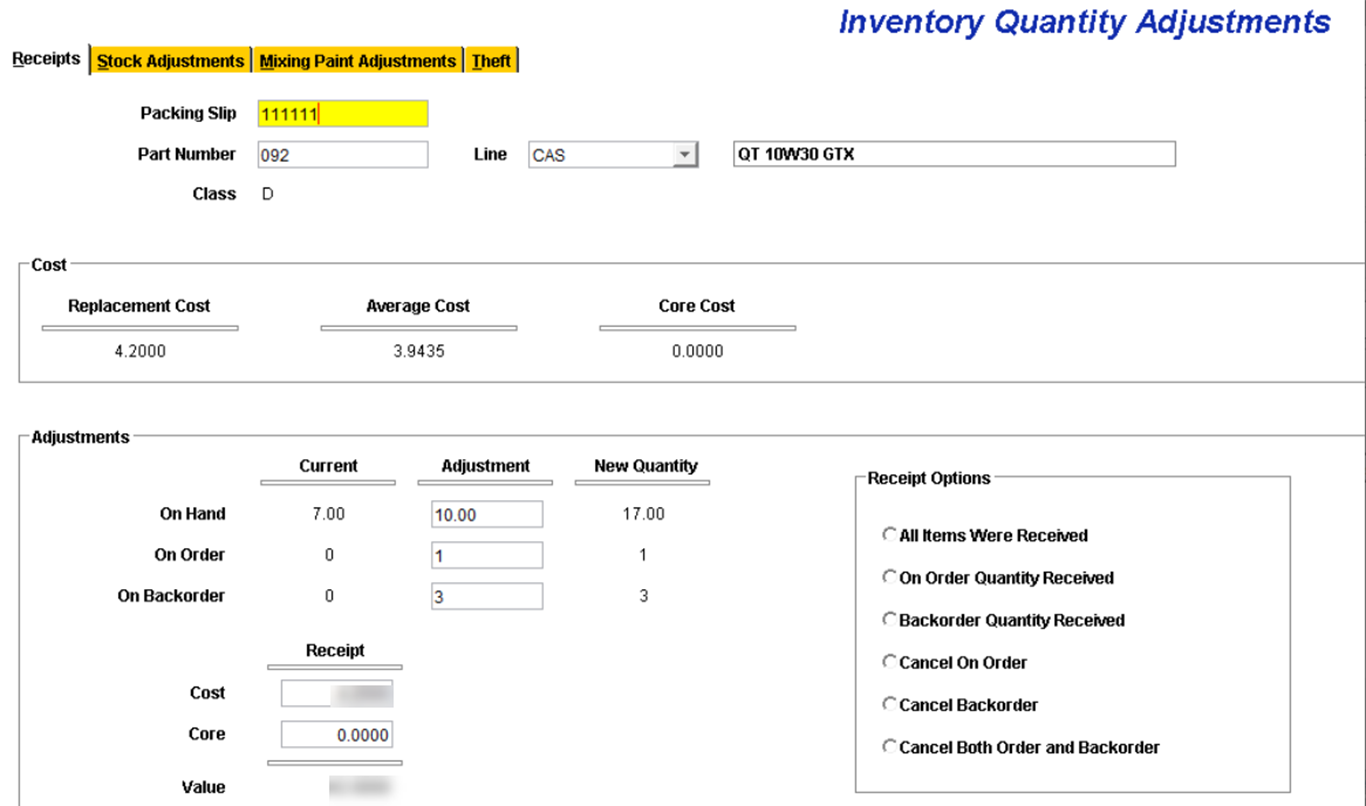 Inventory Quantity Adjustments
Receipts Stock Adjustments Mixing Paint Adjustments Theft
Packing Slip 111111
Part Number 092 Line CAS QT 10W30 GTX
Class D
Cost
Replacement Cost Average Cost Core Cost
4.2000 3.9435 0.0000
Adjustments
Current Adjustment New Quantity
Receipt Options
On Hand 7.00 10.00 17.00
All Items Were Received
On Order 0 1 1
On Order Quantity Received
On Backorder 0 3 3
Backorder Quantity Received
Receipt
Cancel On Order
Cost
Cancel Backorder
Core 0.0000
Cancel Both Order and Backorder
Value